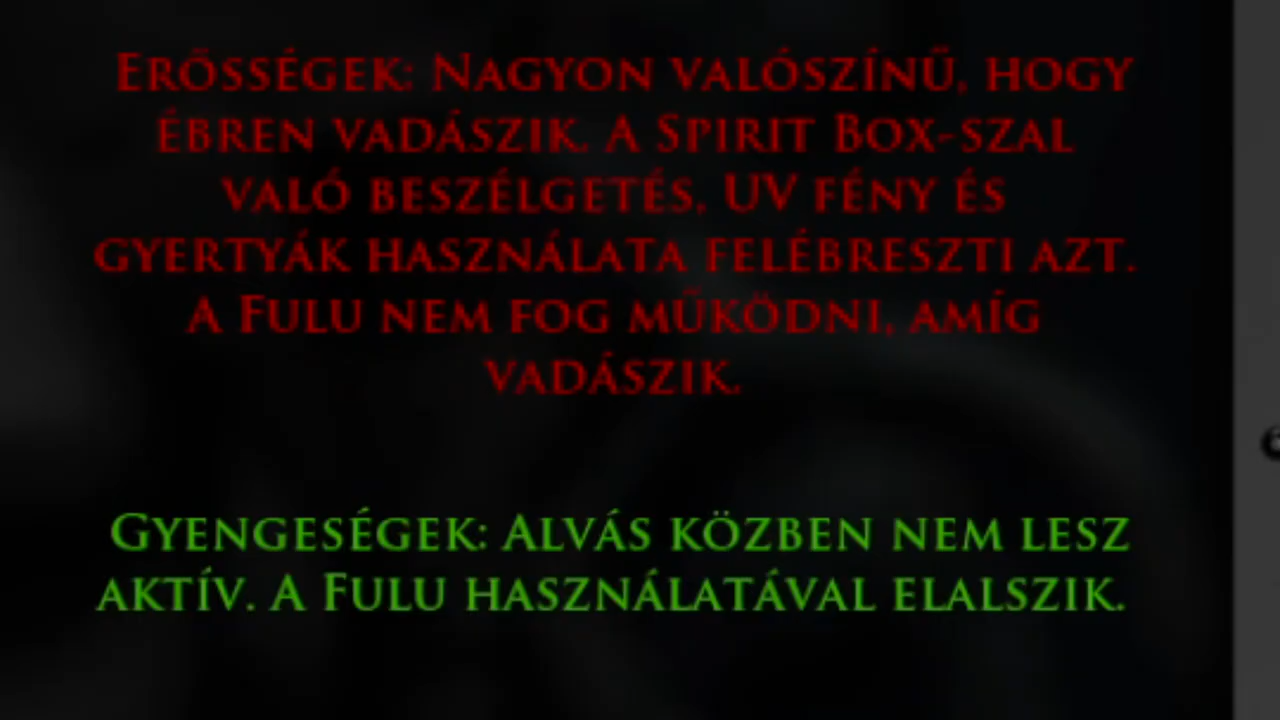 Erősségek: Nagyon valószínű, hogy
ébren vadászik. A Spirit Box-szal
való beszélgetés, UV fény és
gyertyák használata felébreszti azt.
A Fulu nem fog működni, amíg
vadászik.
Gyengeségek: Alvás közben nem lesz
aktív. A Fulu használatával elalszik.